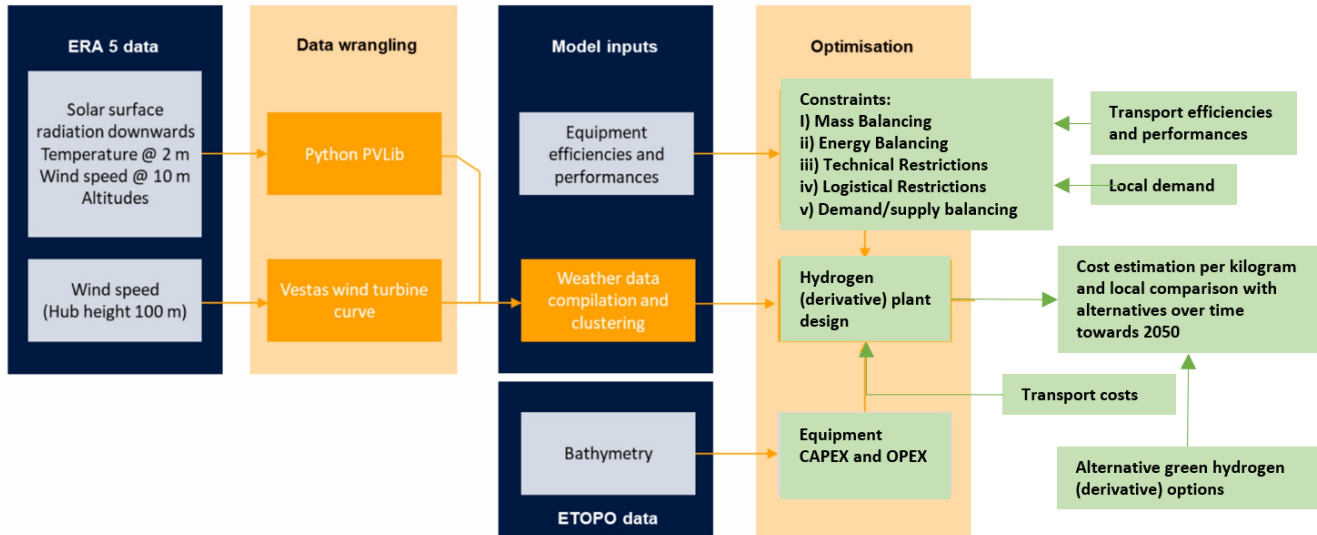 ERA 5 data
Solar surface
radiation downwards
Temperature @ 2 m
Wind speed @ 10 m
Altitudes
Wind speed
(Hub height 100 m)
Data wrangling
Python PVLib
Vestas wind turbine
curve
Model inputs
Equipment
efficiencies and
performances
Weather data
compilation and
clustering
Bathymetry
ETOPO data
Optimisation
Constraints:
I) Mass Balancing
ii) Energy Balancing
iii) Technical Restrictions
iv) Logistical Restrictions
v) Demand/supply balancing
Hydrogen
(derivative) plant
design
Equipment
CAPEX and OPEX
Transport efficiencies
and performances
Local demand
Cost estimation per kilogram
and local comparison with
alternatives over time
towards 2050
Transport costs
Alternative green hydrogen
(derivative) options